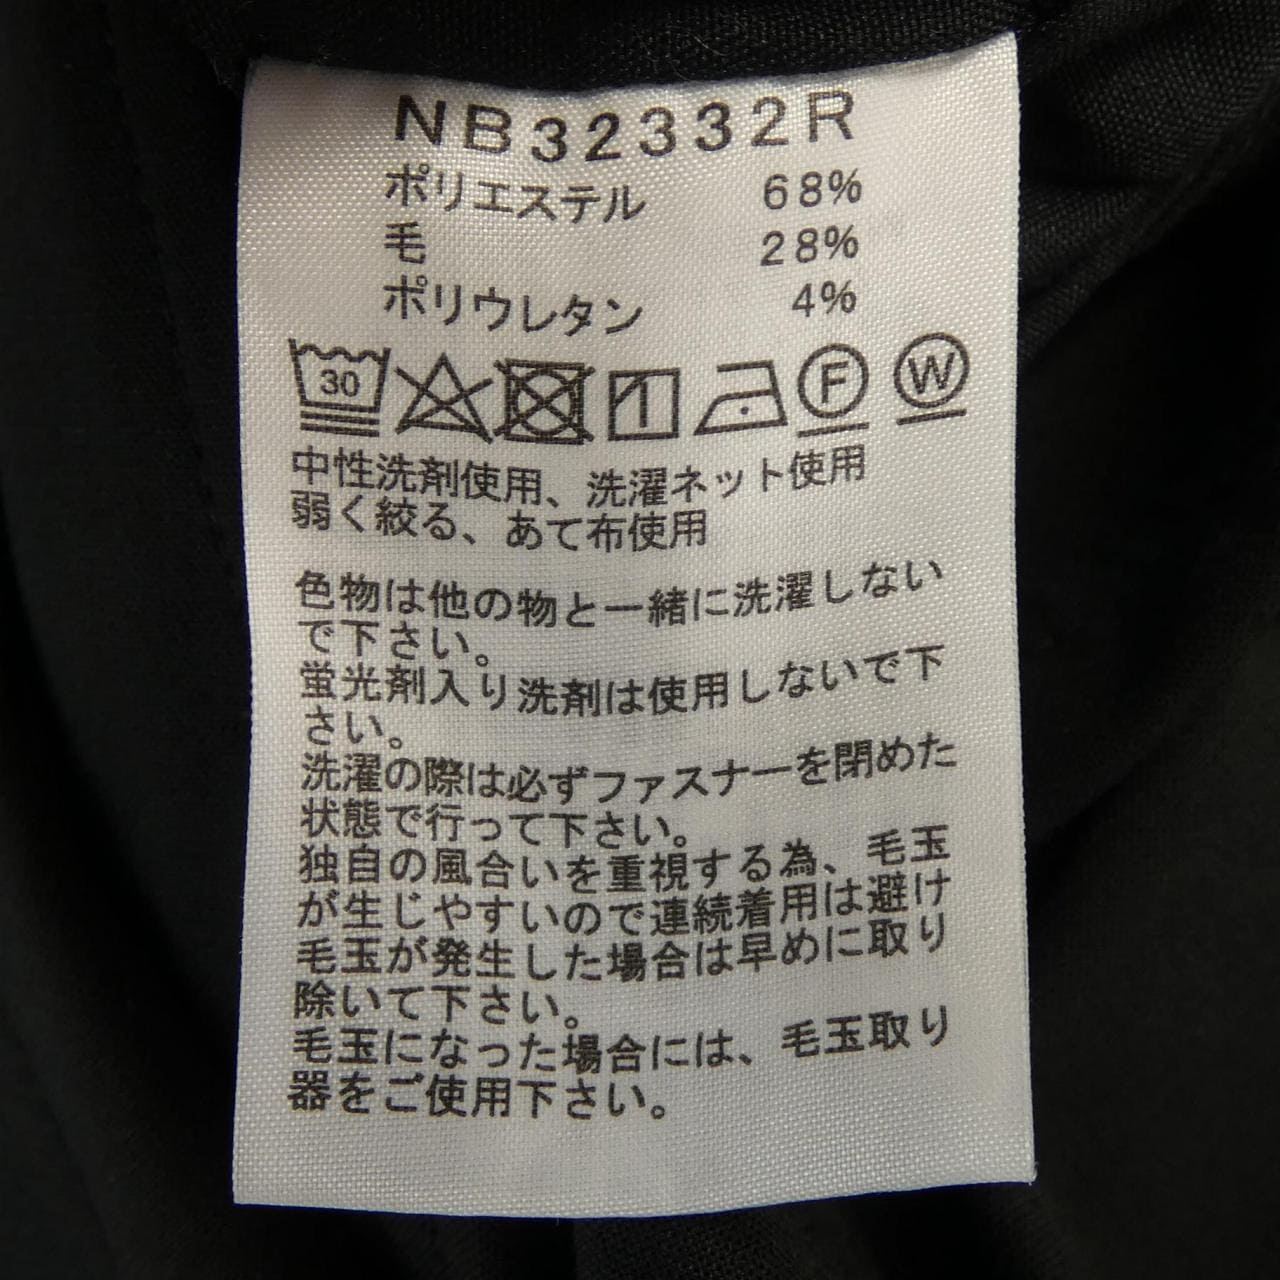 NB32332R
ポリエステル 68%
毛 28%
ポリウレタン 4%
30 F W
中性洗剤使用、洗濯ネット使用
弱く絞る、あて布使用
色物は他の物と一緒に洗濯しない
で下さい。
蛍光剤入り洗剤は使用しないで下
さい。
洗濯の際は必ずファスナーを閉めた
状態で行って下さい。
独自の風合いを重視する為、毛玉
が生じやすいので連続着用は避け
毛玉が発生した場合は早めに取り
除いて下さい。
毛玉になった場合には、毛玉取り
器をご使用下さい。